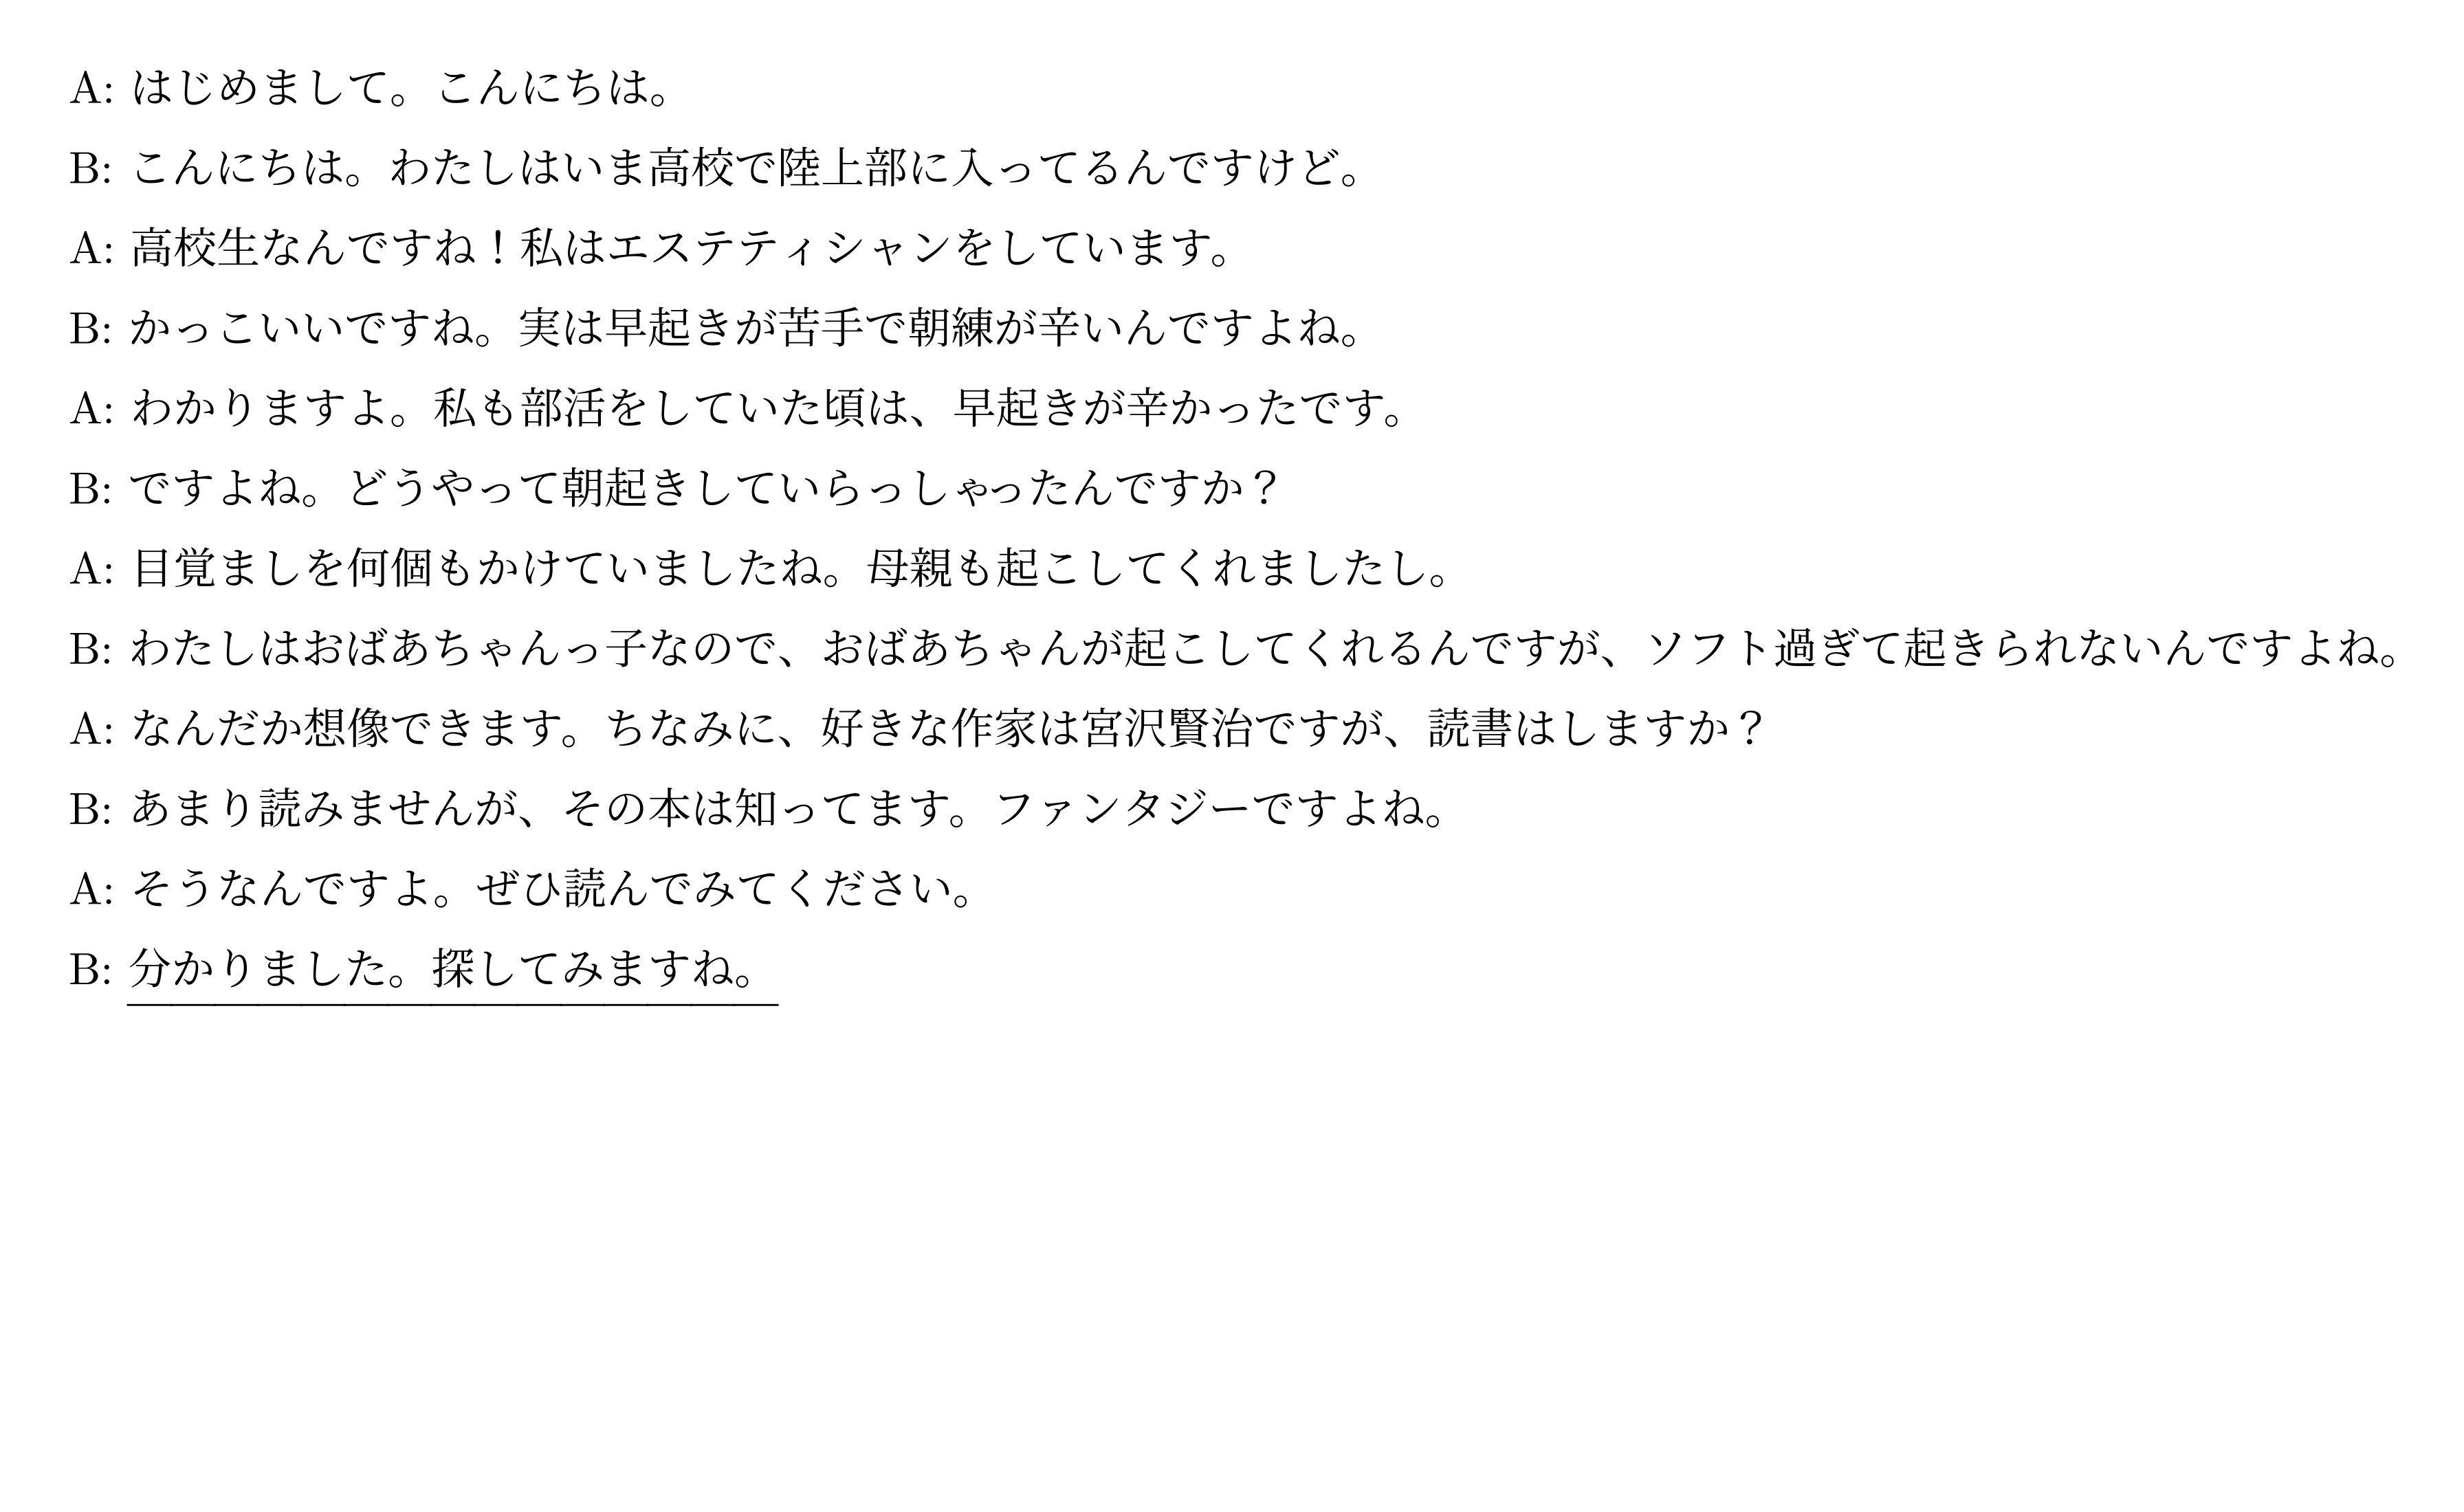 A: はじめまして。こんにちは。
B: こんにちは。わたしはいま高校で陸上部に入ってるんですけど。
A: 高校生なんですね！私はエステティシャンをしています。
B: かっこいいですね。実は早起きが苦手で朝練が辛いんですよね。
A: わかりますよ。私も部活をしていた頃は、早起きが辛かったです。
B: ですよね。どうやって朝起きしていらっしゃったんですか？
A: 目覚ましを何個もかけていましたね。母親も起こしてくれましたし。
B: わたしはおばあちゃんっ子なので、おばあちゃんが起こしてくれるんですが、ソフト過ぎて起きられないんですよね。
A: なんだか想像できます。ちなみに、好きな作家は宮沢賢治ですが、読書はしますか？
B: あまり読みませんが、その本は知ってます。ファンタジーですよね。
A: そうなんですよ。ぜひ読んでみてください。
B: 分かりました。探してみますね。